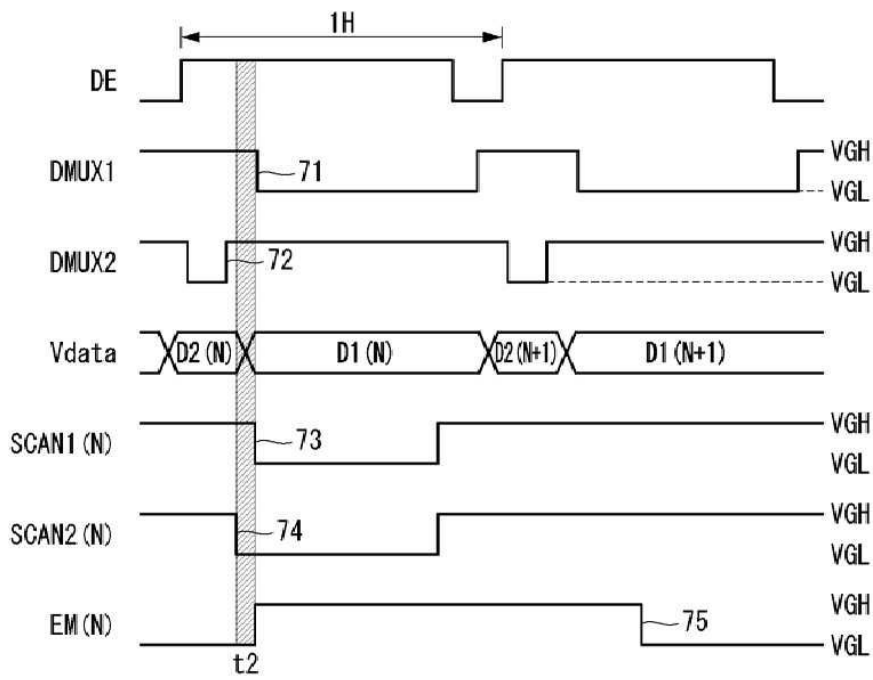 1H
DE
DMUX1
71
VGH
VGL
DMUX2
72
VGH
VGL
Vdata
D2(N)
D1(N)
D2(N+1)
D1(N+1)
SCAN1(N)
73
VGH
VGL
SCAN2(N)
74
VGH
VGL
EM(N)
75
VGH
VGL
t2